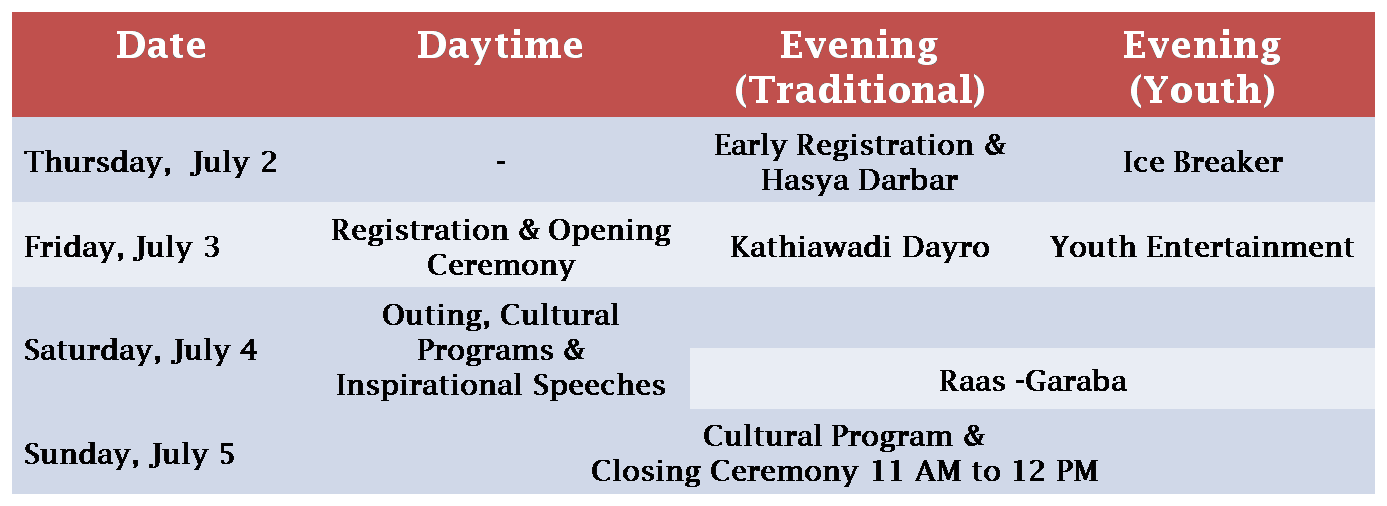 Date Daytime Evening (Traditional) Evening (Youth)
Thursday,  July 2 - Early Registration & Hasya Darbar Ice Breaker
Friday, July 3 Registration & Opening Ceremony Kathiawadi Dayro Youth Entertainment
Saturday, July 4 Outing, Cultural Programs & Inspirational Speeches Raas -Garaba
Sunday, July 5 Cultural Program & Closing Ceremony 11 AM to 12 PM